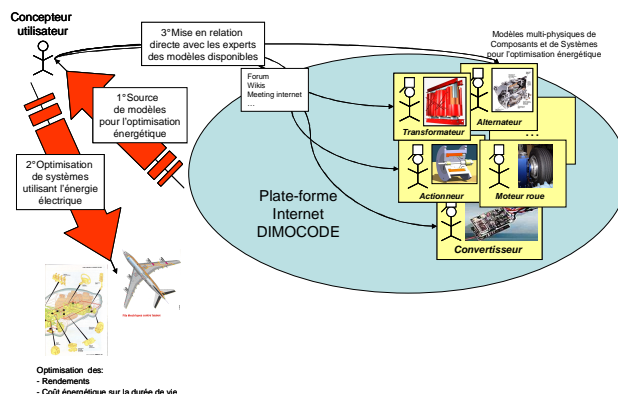 Concepteur
utilisateur
3°Mise en relation
directe avec les experts
des modèles disponibles
Modèles multi-physiques de
Composants et de Systèmes
pour l'optimisation énergétique
Forum
Wikis
Meeting internet
…
1°Source
de modèles
pour l'optimisation
énergétique
2°Optimisation
de systèmes
utilisant l'énergie
électrique
Transformateur
Alternateur
. . .
Actionneur
Moteur roue
Convertisseur
Plate-forme
Internet
DIMOCODE
Optimisation des:
- Rendements
- Coût énergétique sur la durée de vie